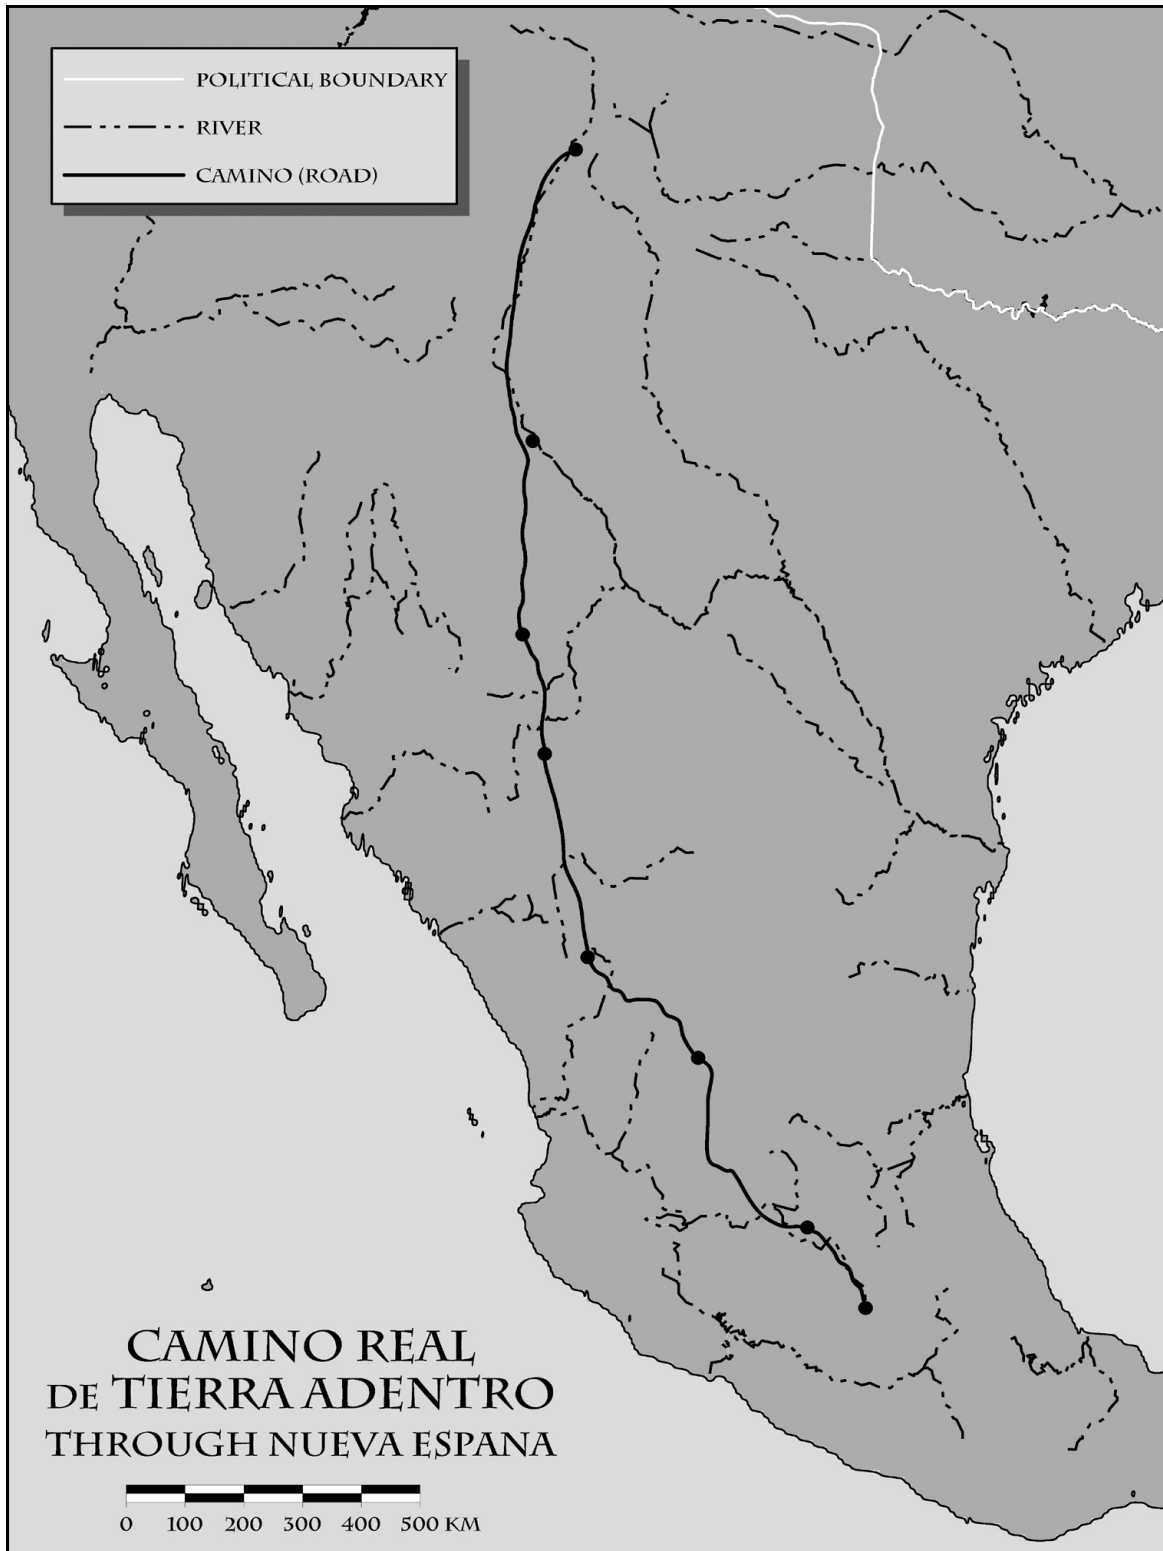 POLITICAL BOUNDARY
RIVER
CAMINO (ROAD)
CAMINO REAL
DE TIERRA ADENTRO
THROUGH NUEVA ESPANA
0 100 200 300 400 500 KM